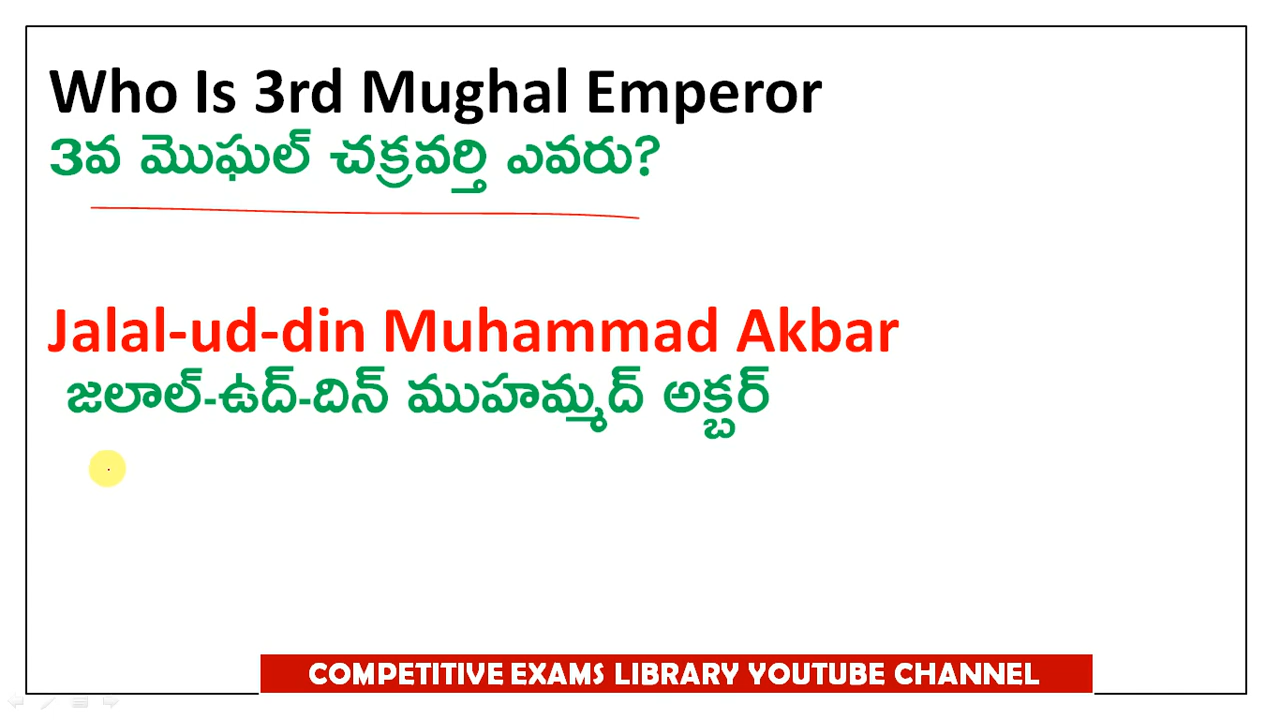 Who Is 3rd Mughal Emperor
3వ మొఘల్ చక్రవర్తి ఎవరు?
Jalal-ud-din Muhammad Akbar
జలాల్-ఉద్-దిన్ ముహమ్మద్ అక్బర్
COMPETITIVE EXAMS LIBRARY YOUTUBE CHANNEL